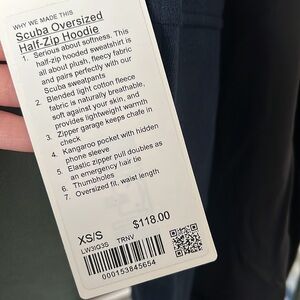 WHY WE MADE THIS
Scuba Oversized
Half-Zip Hoodie
1. Serious about softness. This
half-zip hooded sweatshirt is
all about plush, fleecy fabric
and pairs perfectly with our
Scuba sweatpants
2. Blended light cotton fleece
fabric is naturally breathable,
soft against your skin, and
provides lightweight warmth
3. Zipper garage keeps chafe in
check
4. Kangaroo pocket with hidden
phone sleeve
5. Elastic zipper pull doubles as
an emergency hair tie
6. Thumbholes
7. Oversized fit, waist length
XS/S $118.00
LW3IQ3S TRNV
000153845654